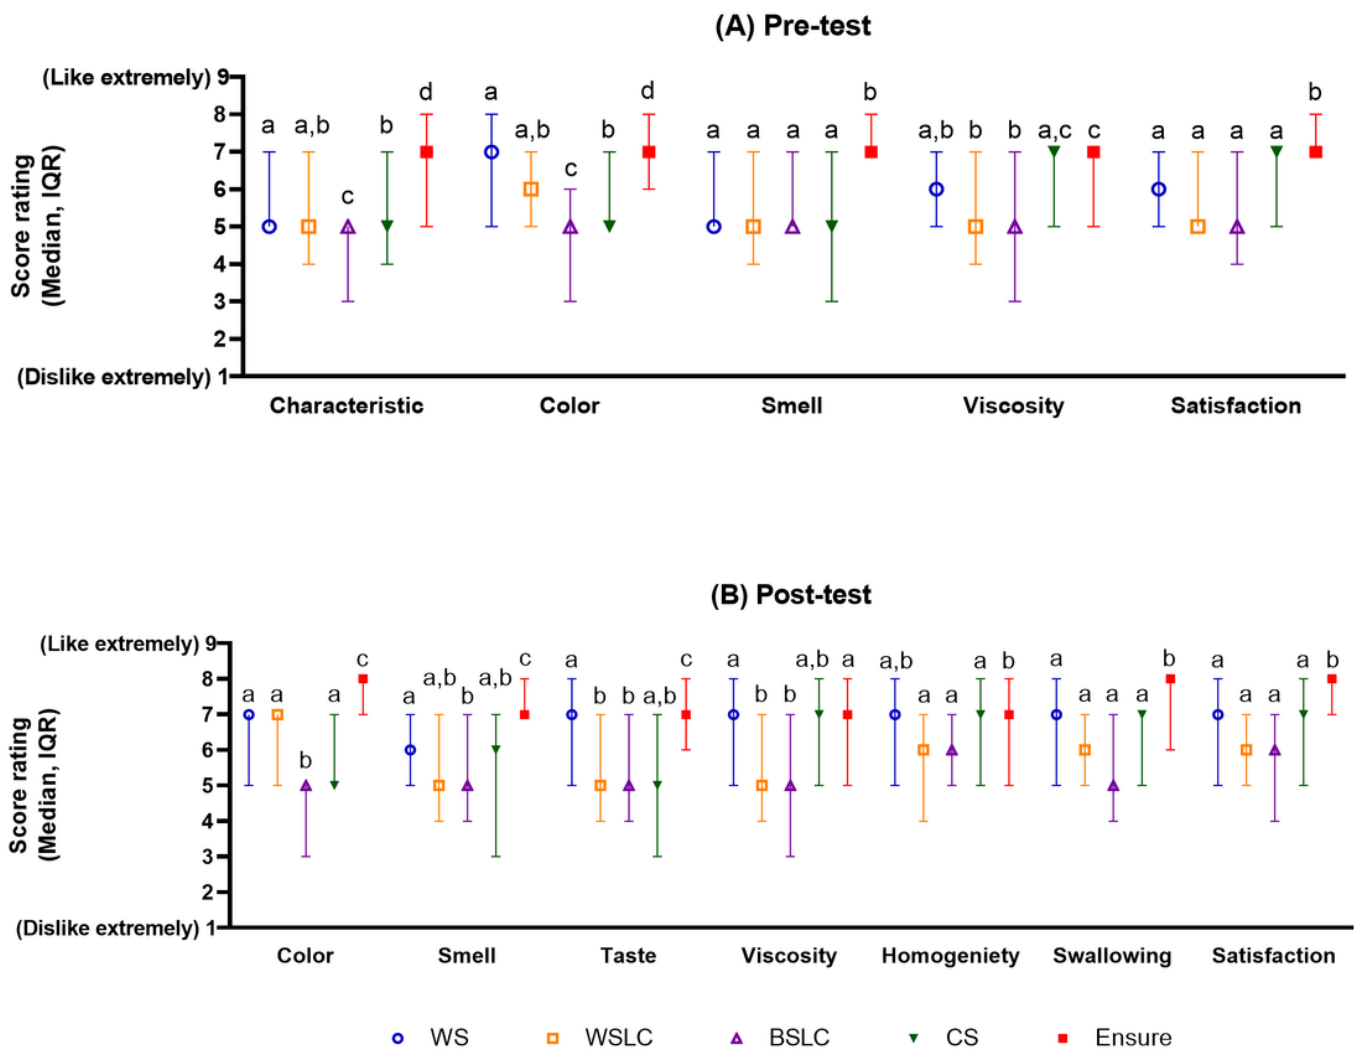 (A) Pre-test
(Like extremely) 9
8
7
6
5
4
3
2
(Dislike extremely) 1
Score rating
(Median, IQR)
a a,b c b d
a a,b c b d
a a a a b
a,b b b a,c c
a a a a b
Characteristic Color Smell Viscosity Satisfaction
(B) Post-test
(Like extremely) 9
8
7
6
5
4
3
2
(Dislike extremely) 1
Score rating
(Median, IQR)
a a b a c
a a,b b a,b c
a b b a,b c
a b b a,b a
a,b a a a b
a a a a b
a a a a b
Color Smell Taste Viscosity Homogeniety Swallowing Satisfaction
WS WSLC BSLC CS Ensure